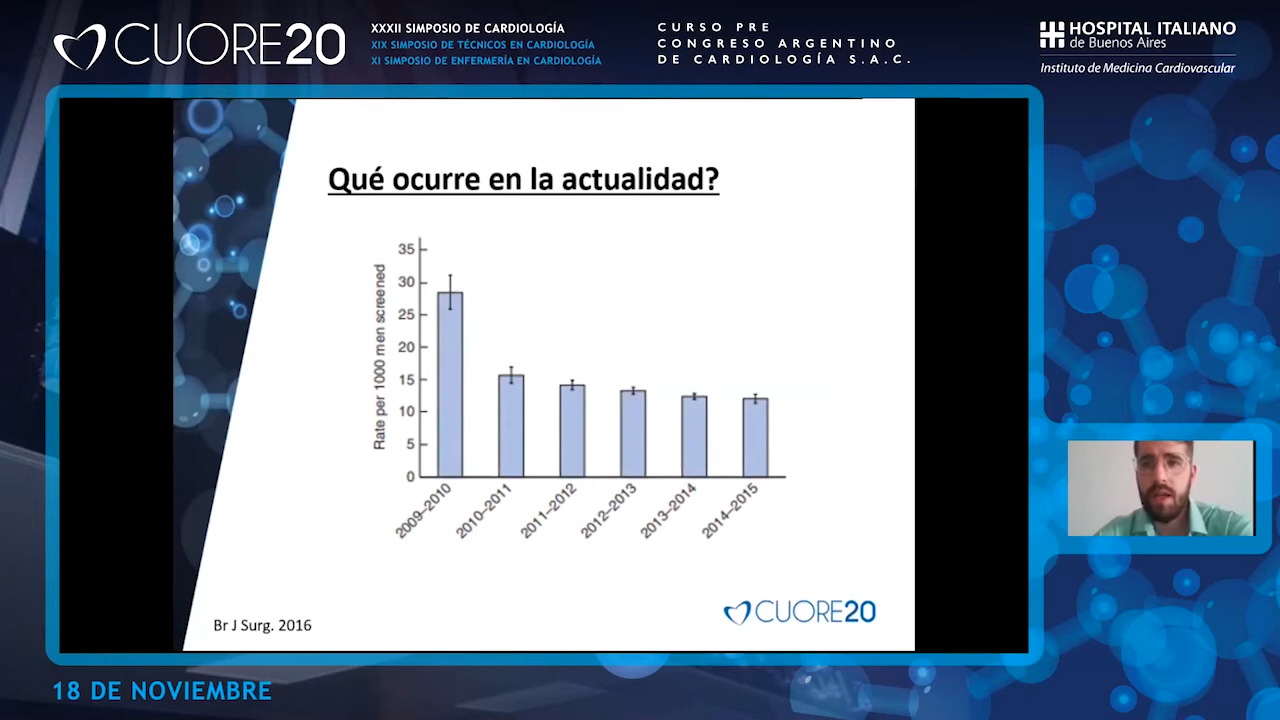 CUORE20
XXXII SIMPOSIO DE CARDIOLOGÍA
XIX SIMPOSIO DE TÉCNICOS EN CARDIOLOGÍA
XI SIMPOSIO DE ENFERMERÍA EN CARDIOLOGÍA
CURSO PRE
CONGRESO ARGENTINO
DE CARDIOLOGÍA S.A.C.
HOSPITAL ITALIANO
de Buenos Aires
Instituto de Medicina Cardiovascular
Qué ocurre en la actualidad?
Rate per 1000 men screened
35
30
25
20
15
10
5
0
2009–2010
2010–2011
2011–2012
2012–2013
2013–2014
2014–2015
Br J Surg. 2016
CUORE20
18 DE NOVIEMBRE